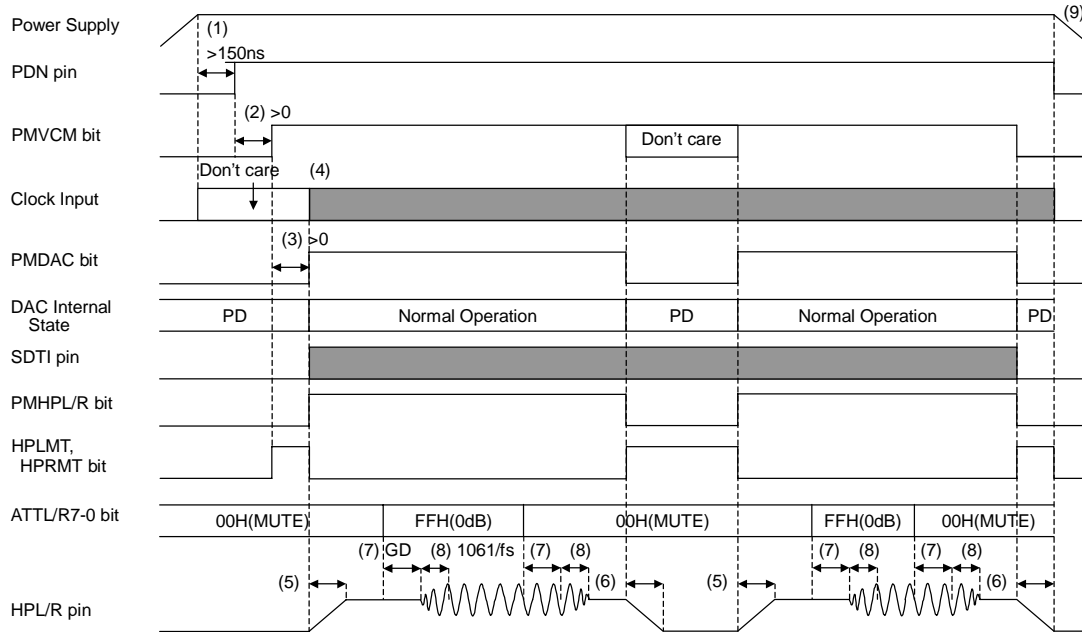 Power Supply
(1)
(9)
>150ns
PDN pin
(2) >0
PMVCM bit
Don't care
Don't care
(4)
Clock Input
(3) >0
PMDAC bit
DAC Internal
State
PD
Normal Operation
PD
Normal Operation
PD
SDTI pin
PMHPL/R bit
HPLMT,
HPRMT bit
ATTL/R7-0 bit
00H(MUTE)
FFH(0dB)
00H(MUTE)
FFH(0dB)
00H(MUTE)
(7) GD
(8) 1061/fs
(7)
(8)
(7)
(8)
(7)
(8)
(5)
(6)
(5)
(6)
HPL/R pin